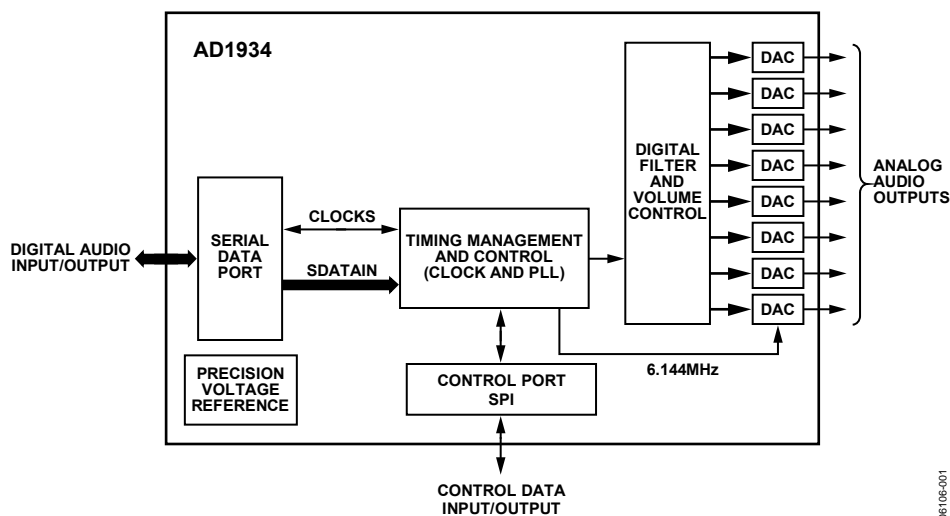 AD1934
DIGITAL AUDIO
INPUT/OUTPUT
SERIAL
DATA
PORT
CLOCKS
SDATAIN
TIMING MANAGEMENT
AND CONTROL
(CLOCK AND PLL)
DIGITAL
FILTER
AND
VOLUME
CONTROL
DAC
DAC
DAC
DAC
DAC
DAC
DAC
DAC
ANALOG
AUDIO
OUTPUTS
6.144MHz
PRECISION
VOLTAGE
REFERENCE
CONTROL PORT
SPI
CONTROL DATA
INPUT/OUTPUT
06106-001